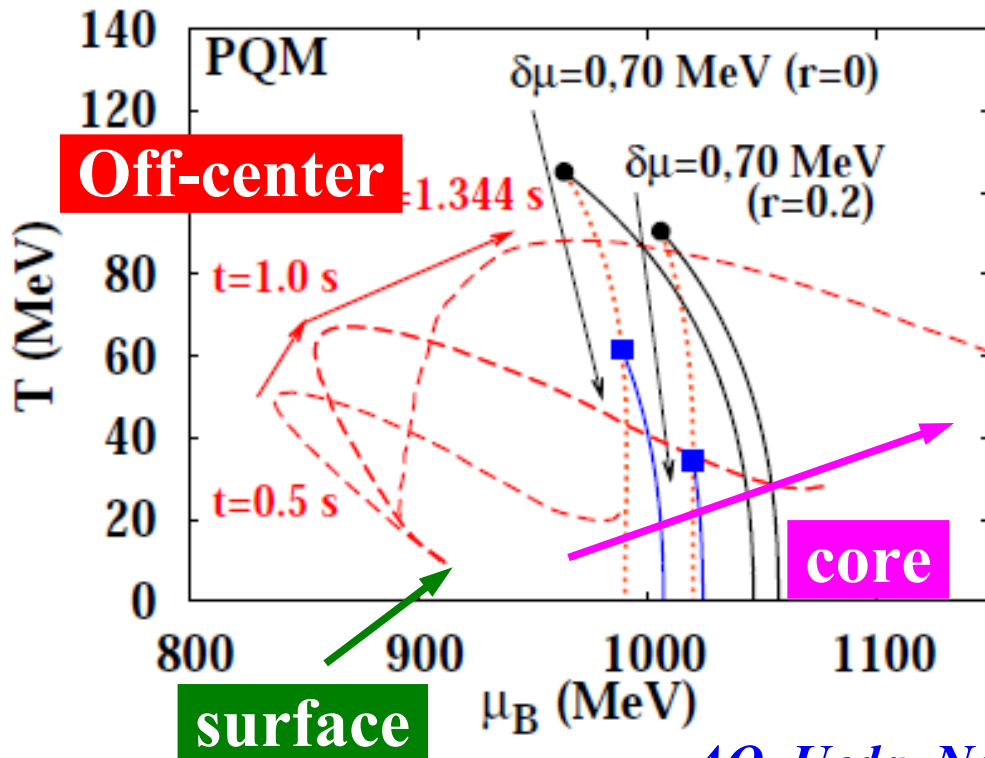 140
PQM
δμ=0,70 MeV (r=0)
120
Off-center
δμ=0,70 MeV
(r=0.2)
=1.344 s
80
t=1.0 s
T (MeV)
60
40
t=0.5 s
20
core
0
800
900
1000
1100
μB (MeV)
surface